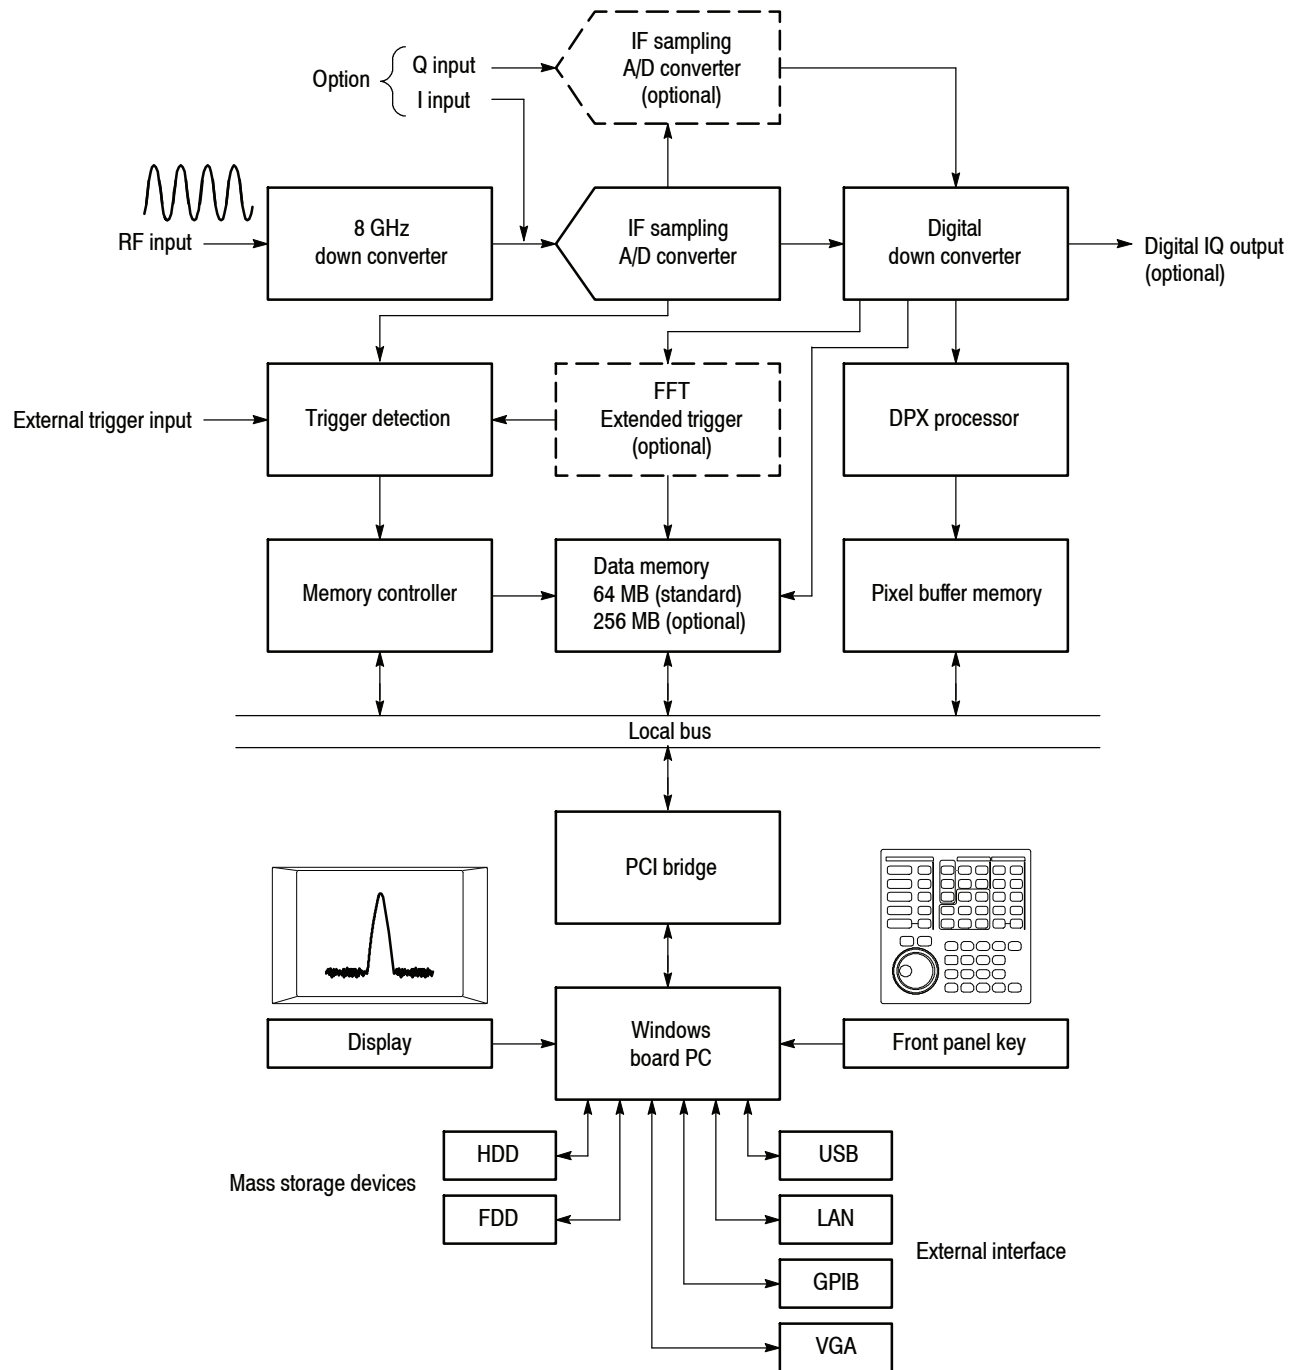 IF sampling
A/D converter
(optional)
Option
Q input
I input
RF input
8 GHz
down converter
IF sampling
A/D converter
Digital
down converter
Digital IQ output
(optional)
External trigger input
Trigger detection
FFT
Extended trigger
(optional)
DPX processor
Memory controller
Data memory
64 MB (standard)
256 MB (optional)
Pixel buffer memory
Local bus
PCI bridge
Display
Windows
board PC
Front panel key
Mass storage devices
HDD
FDD
USB
LAN
GPIB
VGA
External interface